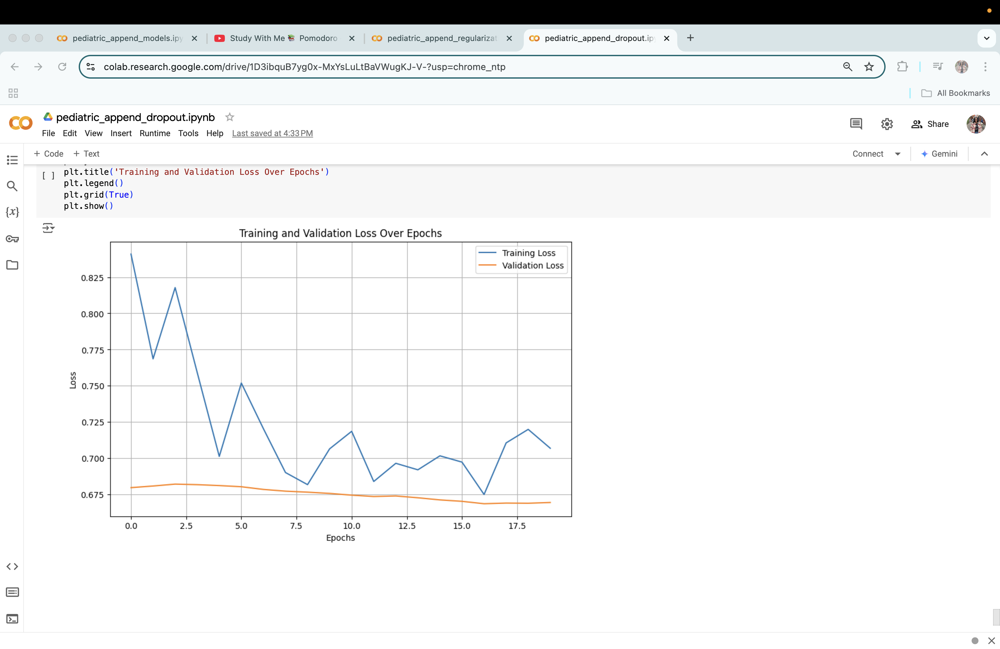 pediatric_append_models.ipy
Study With Me 📚 Pomodoro
pediatric_append_regularizat
pediatric_append_dropout.ip
colab.research.google.com/drive/1D3ibquB7yg0x-MxYsLuLtBaVWugKJ-V-?usp=chrome_ntp
All Bookmarks
pediatric_append_dropout.ipynb
File Edit View Insert Runtime Tools Help Last saved at 4:33 PM
Share
+ Code + Text
Connect
Gemini
[ ]
plt.title('Training and Validation Loss Over Epochs')
plt.legend()
plt.grid(True)
plt.show()
{x}
Training and Validation Loss Over Epochs
Training Loss
Validation Loss
0.825
0.800
0.775
0.750
0.725
0.700
0.675
Loss
0.0 2.5 5.0 7.5 10.0 12.5 15.0 17.5
Epochs